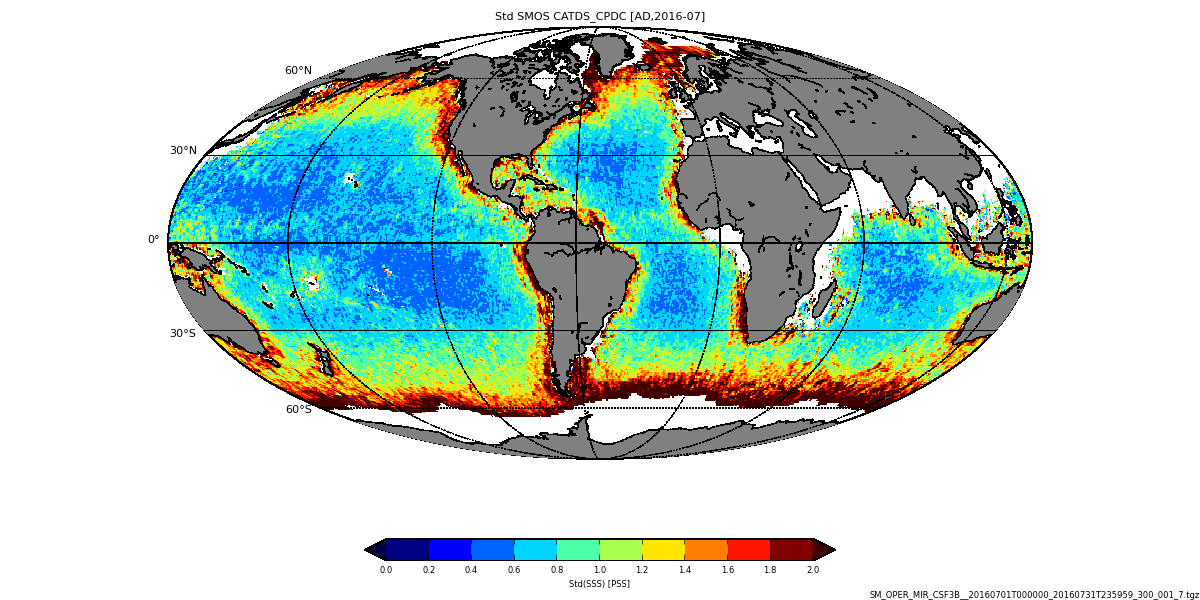 Std SMOS CATDS_CPDC [AD,2016-07]
60°N
30°N
0°
30°S
60°S
0.0 0.2 0.4 0.6 0.8 1.0 1.2 1.4 1.6 1.8 2.0
Std(SSS) [PSS]
SM_OPER_MIR_CSF3B__20160701T000000_20160731T235959_300_001_7.tgz